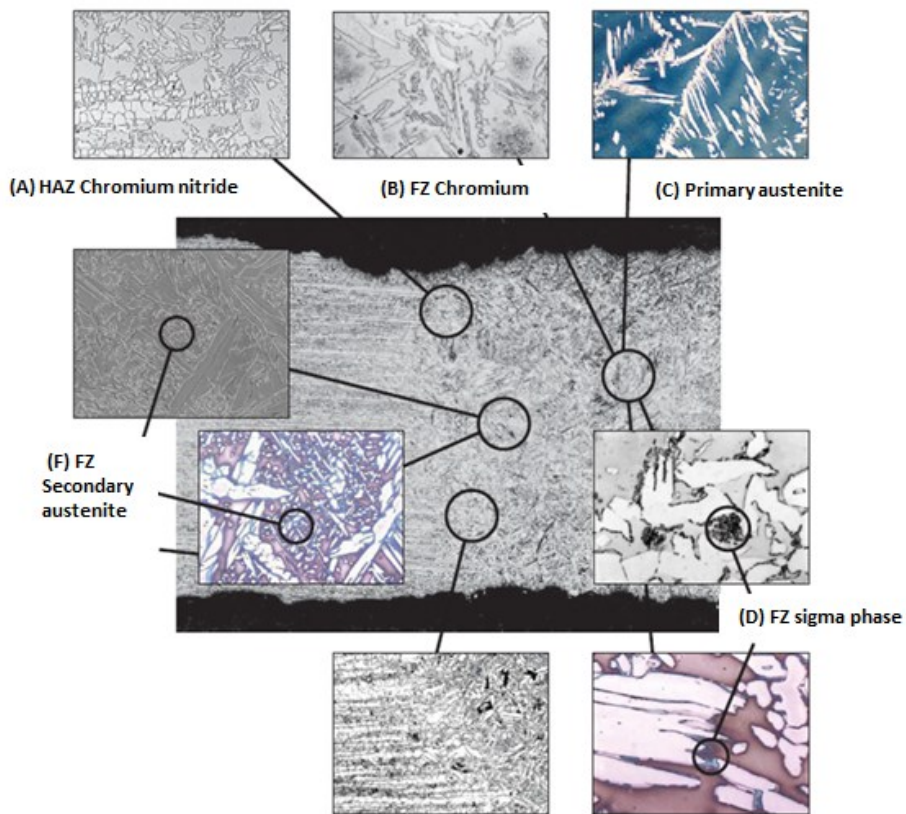 (A) HAZ Chromium nitride
(B) FZ Chromium
(C) Primary austenite
(F) FZ
Secondary
austenite
(D) FZ sigma phase